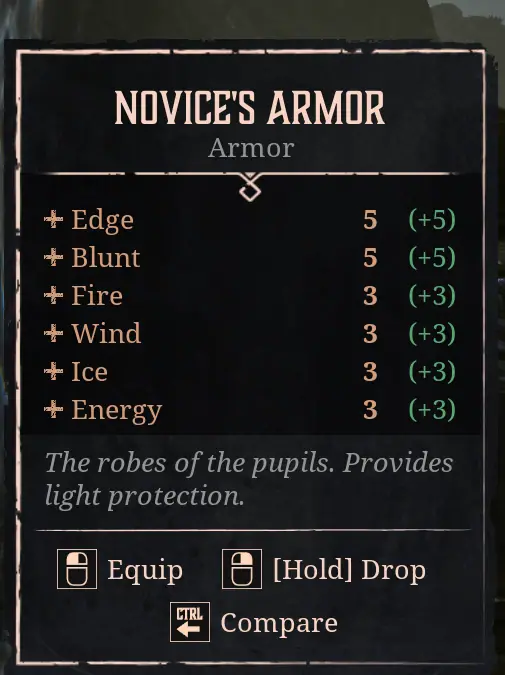 NOVICE'S ARMOR
Armor
Edge 5 (+5)
Blunt 5 (+5)
Fire 3 (+3)
Wind 3 (+3)
Ice 3 (+3)
Energy 3 (+3)
The robes of the pupils. Provides
light protection.
Equip [Hold] Drop
CTRL Compare